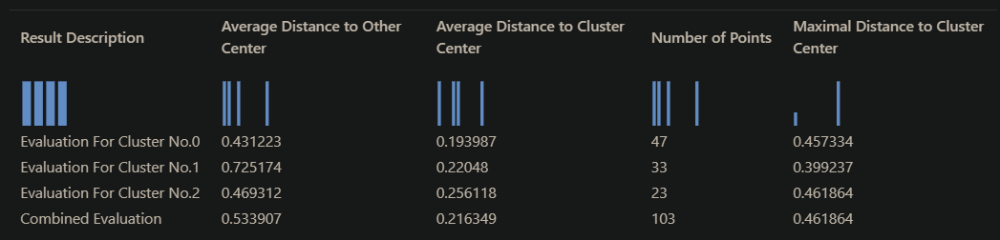 Result Description Average Distance to Other Center Average Distance to Cluster Center Number of Points Maximal Distance to Cluster Center
Evaluation For Cluster No.0 0.431223 0.193987 47 0.457334
Evaluation For Cluster No.1 0.725174 0.22048 33 0.399237
Evaluation For Cluster No.2 0.469312 0.256118 23 0.461864
Combined Evaluation 0.533907 0.216349 103 0.461864